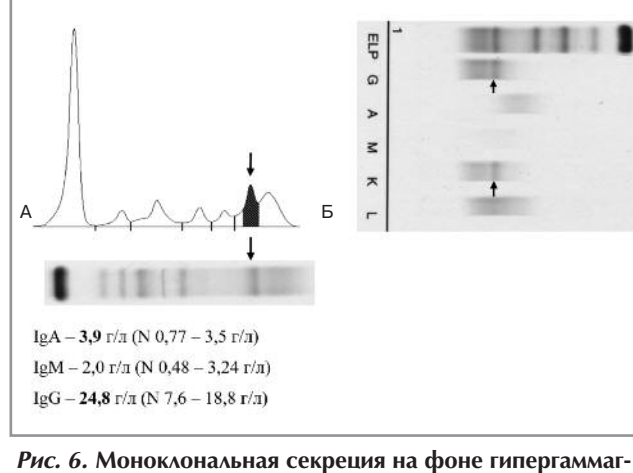 А
Б
1
ELP
G
A
M
K
L
IgA – 3,9 г/л (N 0,77 – 3,5 г/л)
IgM – 2,0 г/л (N 0,48 – 3,24 г/л)
IgG – 24,8 г/л (N 7,6 – 18,8 г/л)
Рис. 6. Моноклональная секреция на фоне гипергаммаг-